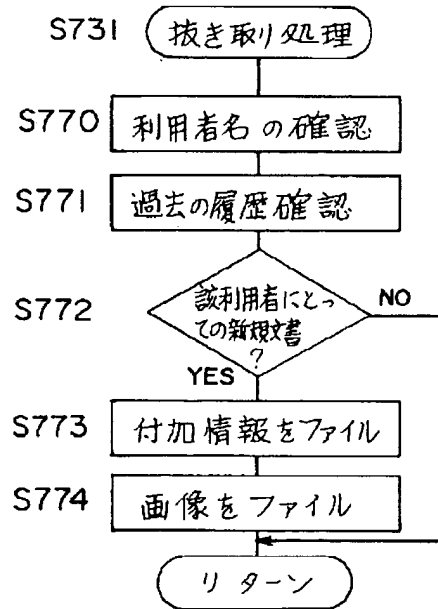 S731 抜き取り処理
S770 利用者名の確認
S771 過去の履歴確認
S772 該利用者にとっ
ての新規文書
?
NO
YES
S773 付加情報をファイル
S774 画像をファイル
リターン